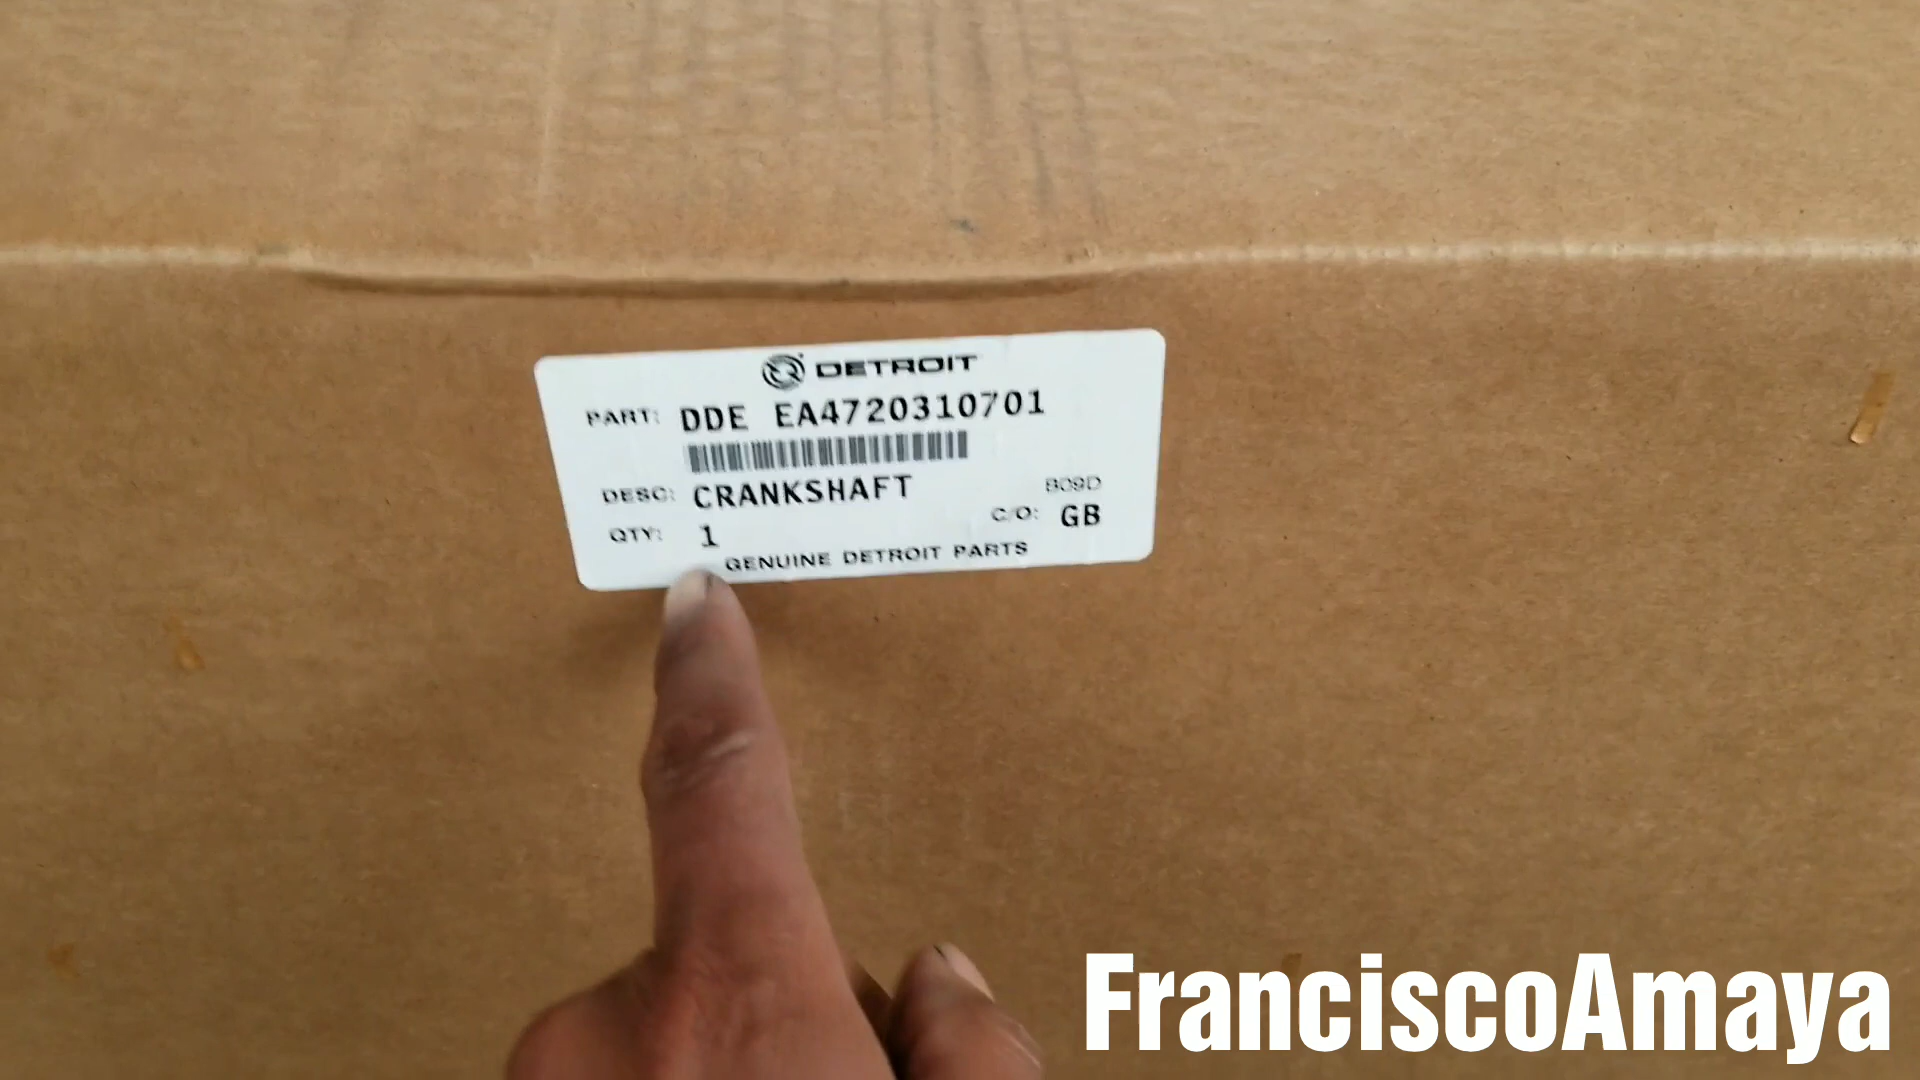 DETROIT
PART: DDE EA4720310701
DESC: CRANKSHAFT
B09D
QTY: 1
C/O: GB
GENUINE DETROIT PARTS
FranciscoAmaya